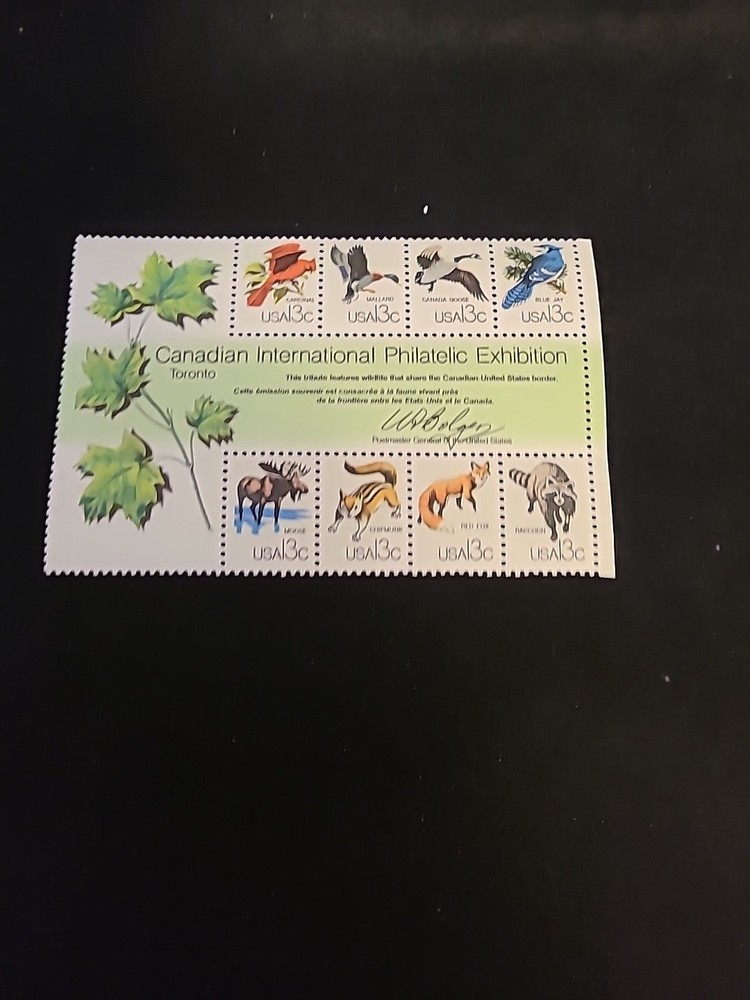 CARDINAL MALLARD CANADA GOOSE BLUE JAY
USA13c USA13c USA13c USA13c
Canadian International Philatelic Exhibition
Toronto
This tribute features wildlife that share the Canadian-United States border.
Cette émission souvenir est consacrée à la faune vivant près
de la frontière entre les Etats Unis et le Canada.
Postmaster General of the United States
MOOSE CHIPMUNK RED FOX RACCOON
USA13c USA13c USA13c USA13c